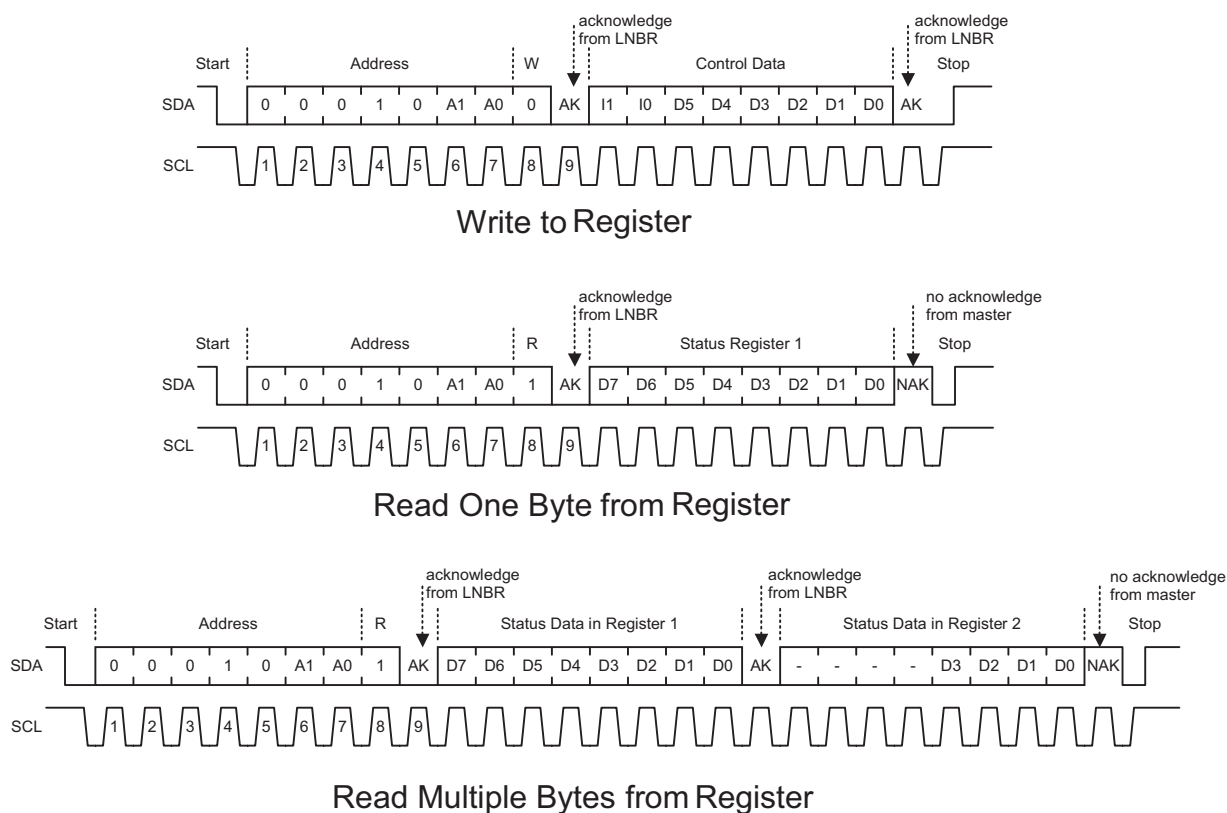 acknowledge
from LNBR
acknowledge
from LNBR
Start Address W Control Data Stop
SDA 0 0 0 1 0 A1 A0 0 AK I1 I0 D5 D4 D3 D2 D1 D0 AK
SCL 1 2 3 4 5 6 7 8 9
Write to Register
acknowledge
from LNBR
no acknowledge
from master
Start Address R Status Register 1 Stop
SDA 0 0 0 1 0 A1 A0 1 AK D7 D6 D5 D4 D3 D2 D1 D0 NAK
SCL 1 2 3 4 5 6 7 8 9
Read One Byte from Register
acknowledge
from LNBR
acknowledge
from LNBR
no acknowledge
from master
Start Address R Status Data in Register 1 Status Data in Register 2 Stop
SDA 0 0 0 1 0 A1 A0 1 AK D7 D6 D5 D4 D3 D2 D1 D0 AK - - - - D3 D2 D1 D0 NAK
SCL 1 2 3 4 5 6 7 8 9
Read Multiple Bytes from Register